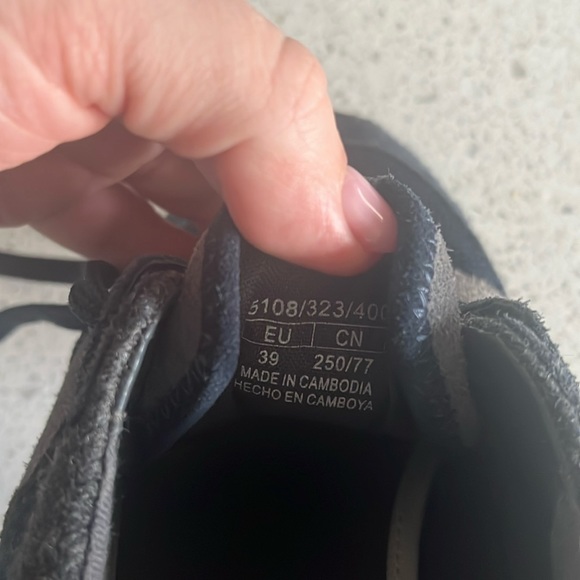 5108/323/400
EU CN
39 250/77
MADE IN CAMBODIA
HECHO EN CAMBOYA